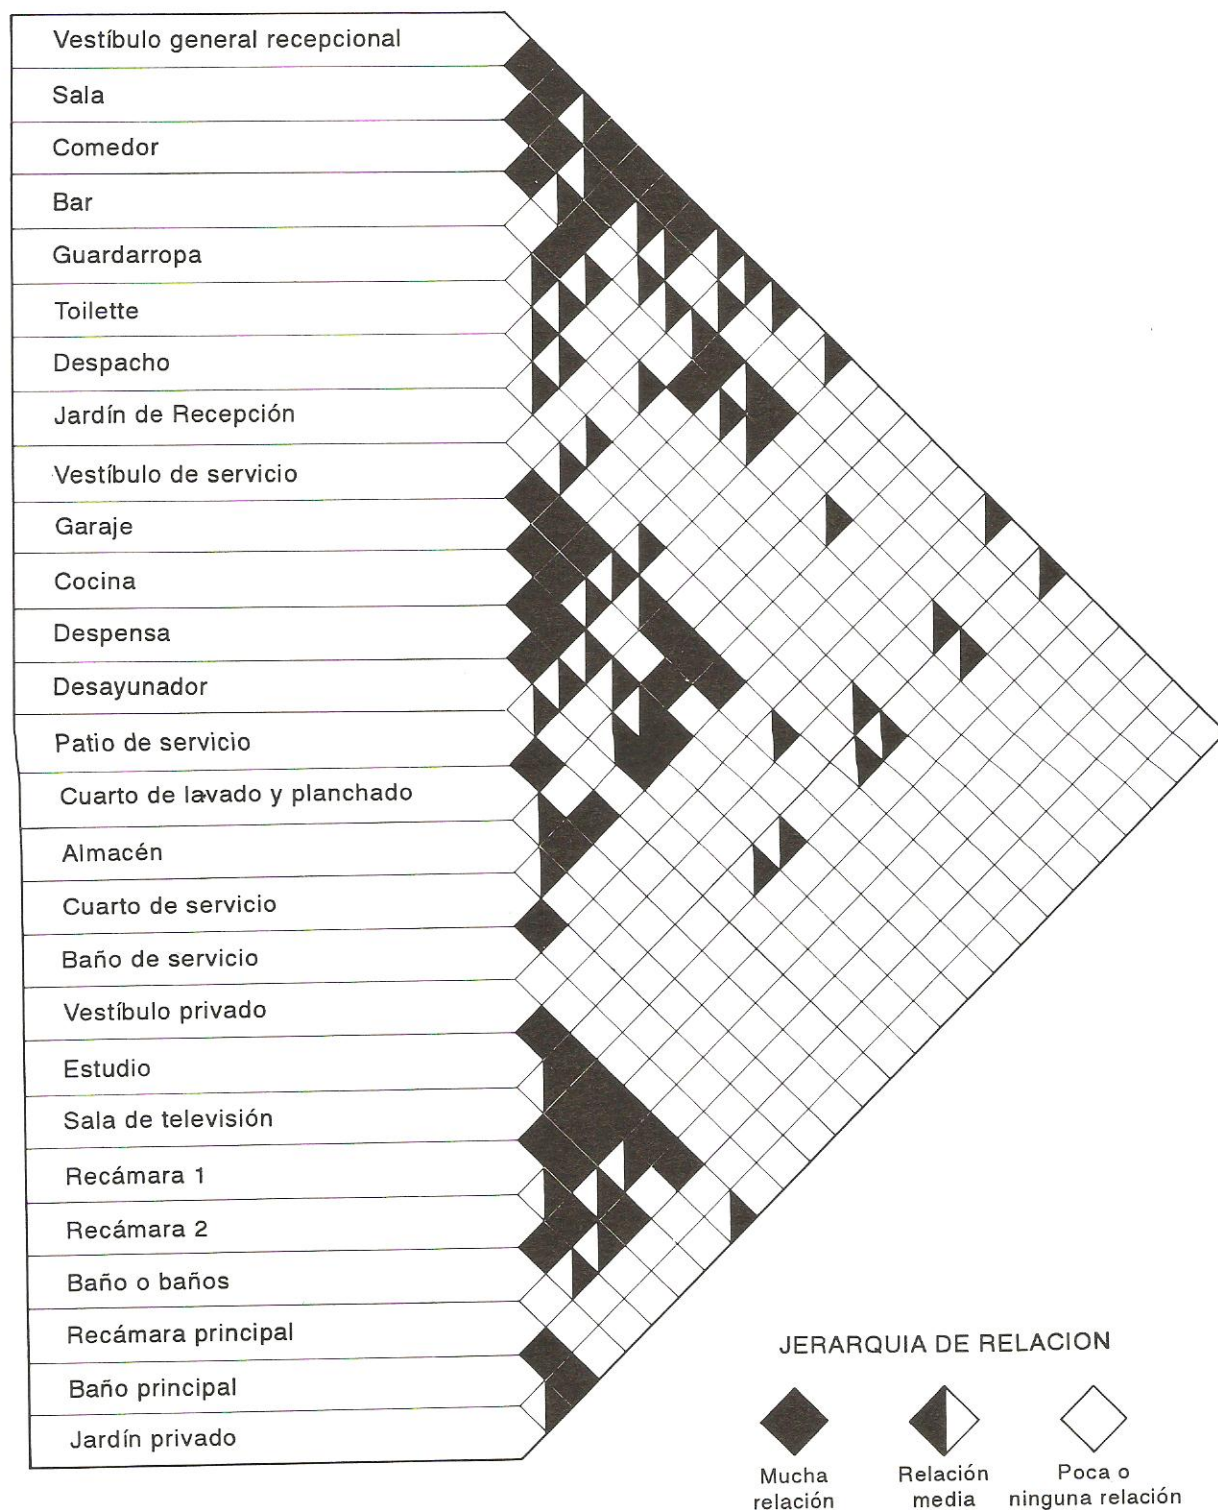 Vestíbulo general recepcional
Sala
Comedor
Bar
Guardarropa
Toilette
Despacho
Jardín de Recepción
Vestíbulo de servicio
Garaje
Cocina
Despensa
Desayunador
Patio de servicio
Cuarto de lavado y planchado
Almacén
Cuarto de servicio
Baño de servicio
Vestíbulo privado
Estudio
Sala de televisión
Recámara 1
Recámara 2
Baño o baños
Recámara principal
Baño principal
Jardín privado
JERARQUIA DE RELACION
Mucha
relación
Relación
media
Poca o
ninguna relación